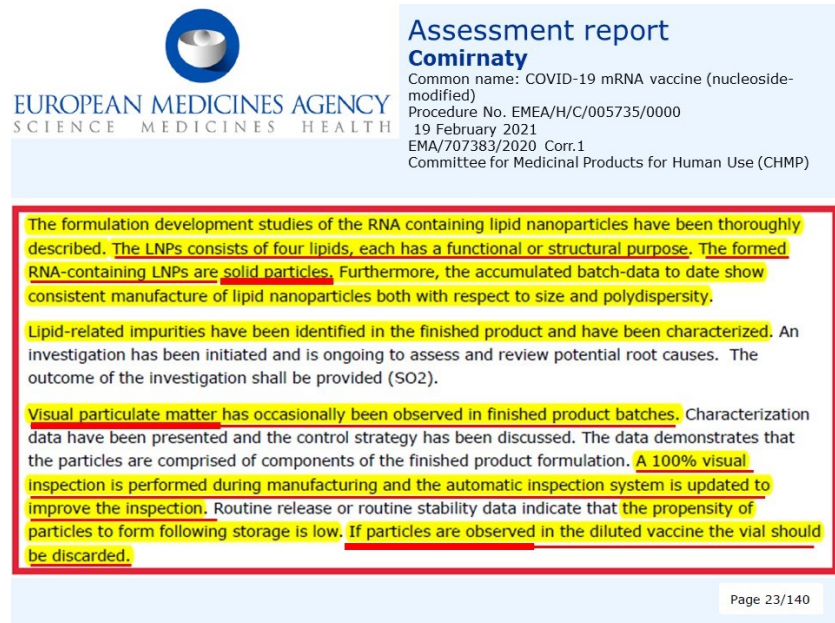 EUROPEAN MEDICINES AGENCY
SCIENCE MEDICINES HEALTH
Assessment report
Comirnaty
Common name: COVID-19 mRNA vaccine (nucleoside-
modified)
Procedure No. EMEA/H/C/005735/0000
19 February 2021
EMA/707383/2020 Corr.1
Committee for Medicinal Products for Human Use (CHMP)
The formulation development studies of the RNA containing lipid nanoparticles have been thoroughly
described. The LNPs consists of four lipids, each has a functional or structural purpose. The formed
RNA-containing LNPs are solid particles. Furthermore, the accumulated batch-data to date show
consistent manufacture of lipid nanoparticles both with respect to size and polydispersity.
Lipid-related impurities have been identified in the finished product and have been characterized. An
investigation has been initiated and is ongoing to assess and review potential root causes. The
outcome of the investigation shall be provided (SO2).
Visual particulate matter has occasionally been observed in finished product batches. Characterization
data have been presented and the control strategy has been discussed. The data demonstrates that
the particles are comprised of components of the finished product formulation. A 100% visual
inspection is performed during manufacturing and the automatic inspection system is updated to
improve the inspection. Routine release or routine stability data indicate that the propensity of
particles to form following storage is low. If particles are observed in the diluted vaccine the vial should
be discarded.
Page 23/140